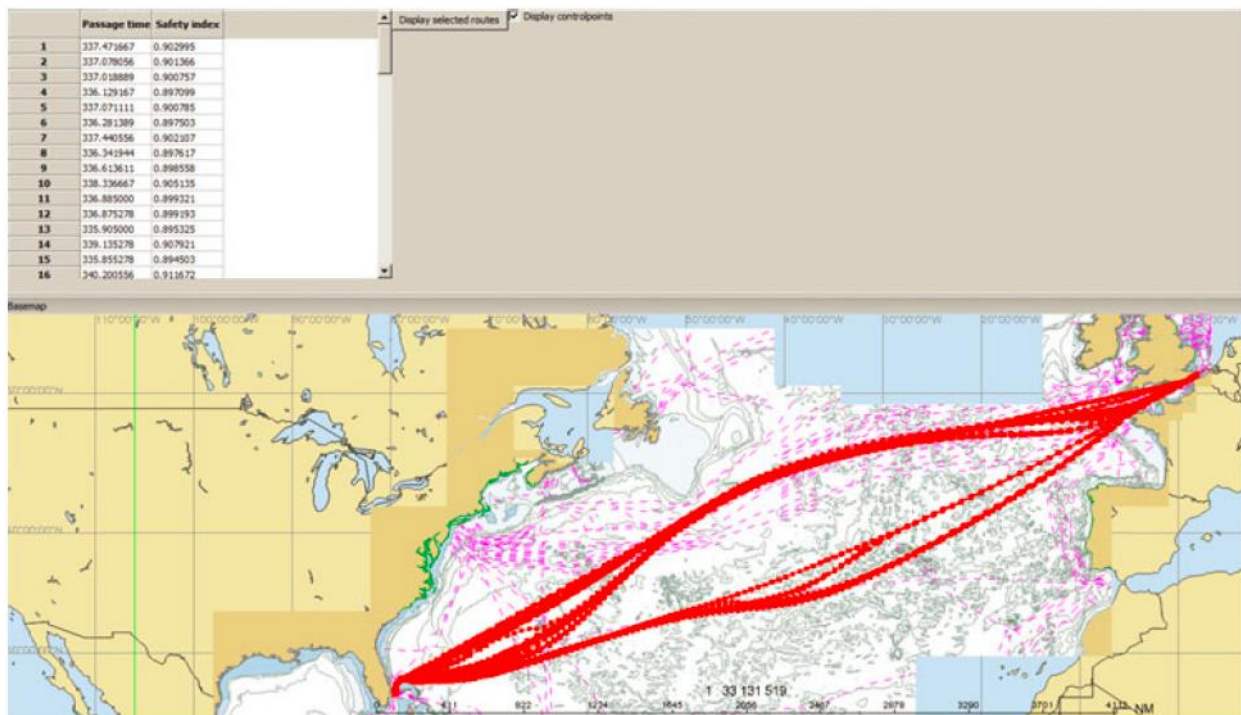 Passage time Safety index
Display selected routes
Display controlpoints
1 337.471667 0.902995
2 337.078056 0.901366
3 337.018889 0.900757
4 336.129167 0.897099
5 337.071111 0.900785
6 336.281389 0.897503
7 337.440556 0.902107
8 336.341944 0.897617
9 336.613611 0.898558
10 338.336667 0.905135
11 336.885000 0.899321
12 336.875278 0.899193
13 335.905000 0.895325
14 339.135278 0.907921
15 335.855278 0.894503
16 340.200556 0.911672
Basemap
1 33 131 519
0 411 822 1234 1645 2056 2467 2878 3290 3701 4112 NM